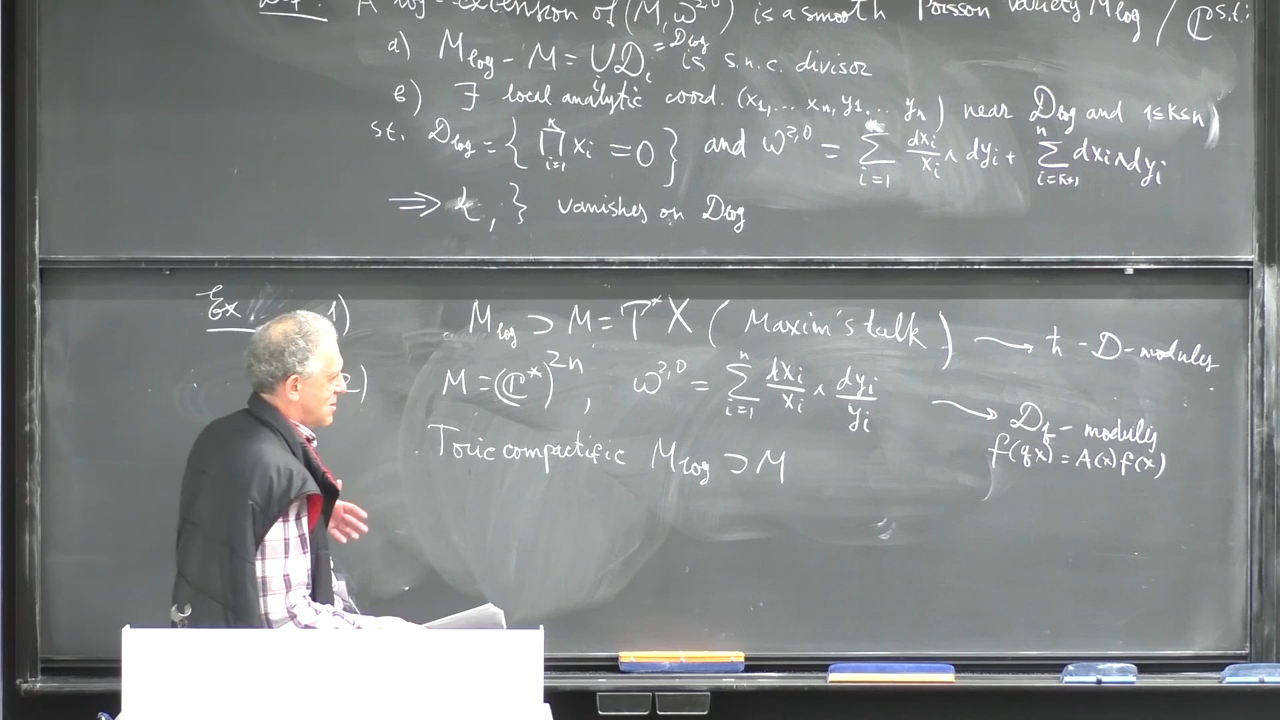 Def. A log-extension of (M, ω^{2,0}) is a smooth Poisson variety M_log / ℂ s.t:
a) M_log - M = ∪_i D_i = D_log is s.n.c. divisor
b) ∃ local analytic coord. (x_1, ... x_n, y_1 ... y_n) near D_log and 1≤k≤n
s.t. D_log = { ∏_{i=1}^{k} x_i = 0 } and ω^{2,0} = ∑_{i=1}^{k} dx_i/x_i ∧ dy_i + ∑_{i=k+1}^{n} dx_i ∧ dy_i
⟹ { , } vanishes on D_log
Ex. 1) M_log ⊃ M = T*X (Maxim's talk) ⟶ ħ-D-modules
2) M = (ℂ*)^{2n}, ω^{2,0} = ∑_{i=1}^{n} dx_i/x_i ∧ dy_i/y_i ⟶ D_q-modules
Toric compactific M_log ⊃ M f(qx) = A(x)f(x)